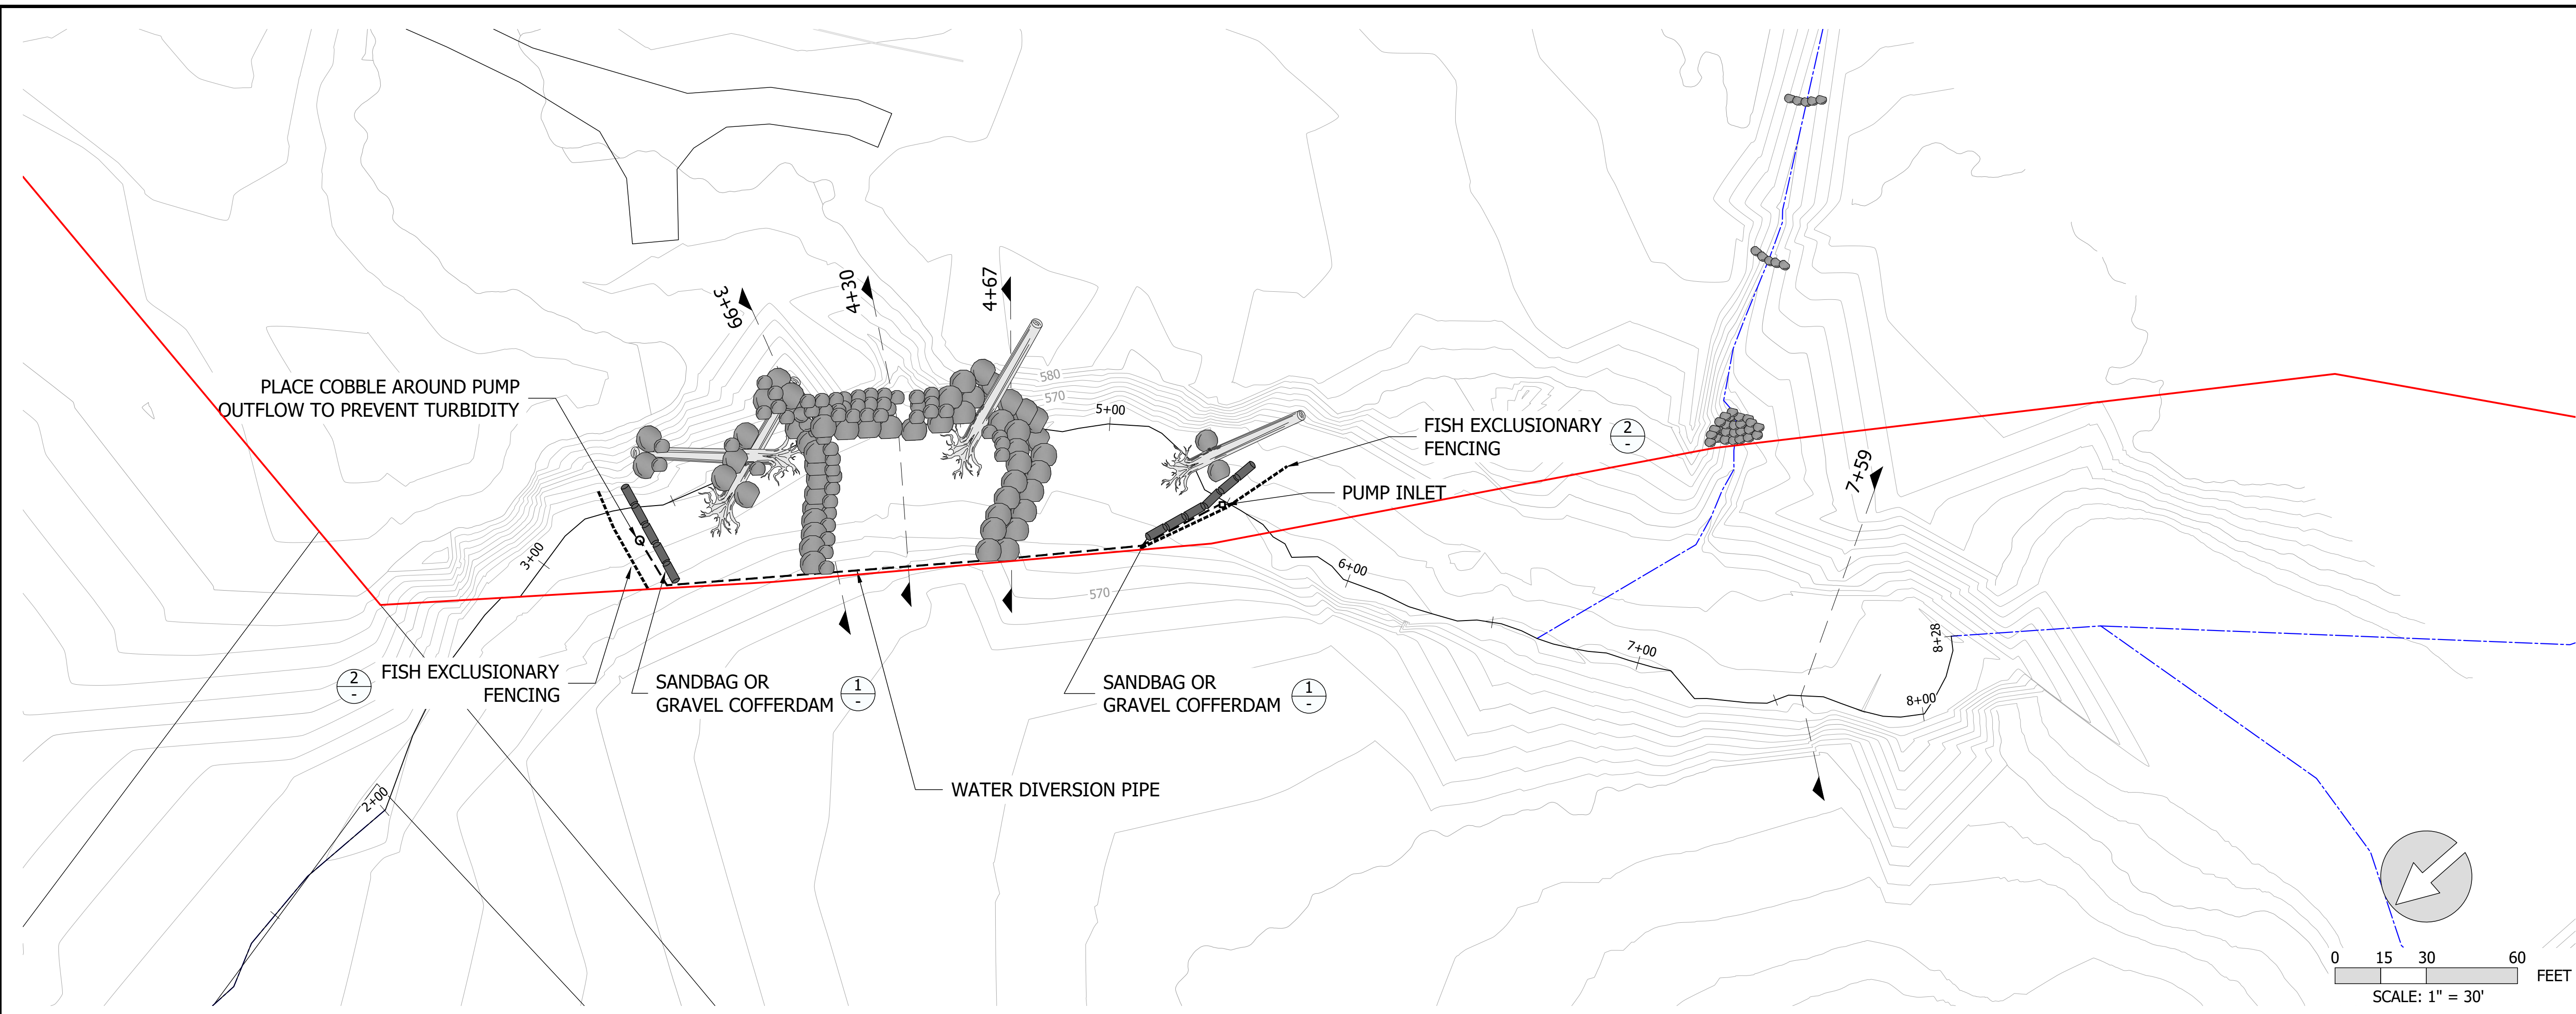 3+99
4+30
4+67
580
570
5+00
PLACE COBBLE AROUND PUMP
OUTFLOW TO PREVENT TURBIDITY
FISH EXCLUSIONARY
FENCING
2
-
PUMP INLET
7+59
3+00
6+00
570
7+00
8+28
8+00
2
-
FISH EXCLUSIONARY
FENCING
SANDBAG OR
GRAVEL COFFERDAM
1
-
SANDBAG OR
GRAVEL COFFERDAM
1
-
WATER DIVERSION PIPE
2+00
0 15 30 60
FEET
SCALE: 1" = 30'